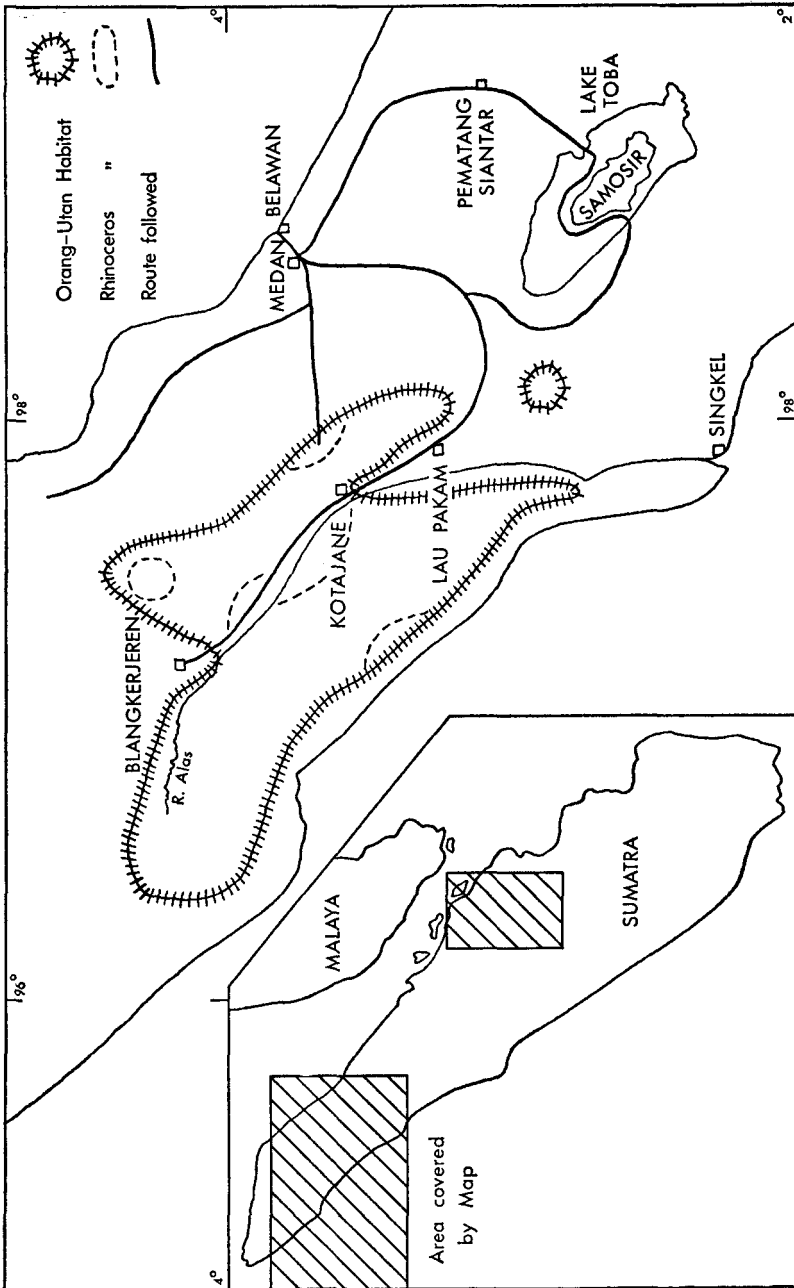 4°
2°
Orang-Utan Habitat
Rhinoceros "
Route followed
BELAWAN
MEDAN
PEMATANG
SIANTAR
LAKE
TOBA
SAMOSIR
98°
98°
BLANGKERJEREN
R. Alas
KOTAJANE
LAU PAKAM
SINGKEL
96°
4°
MALAYA
SUMATRA
Area covered
by Map